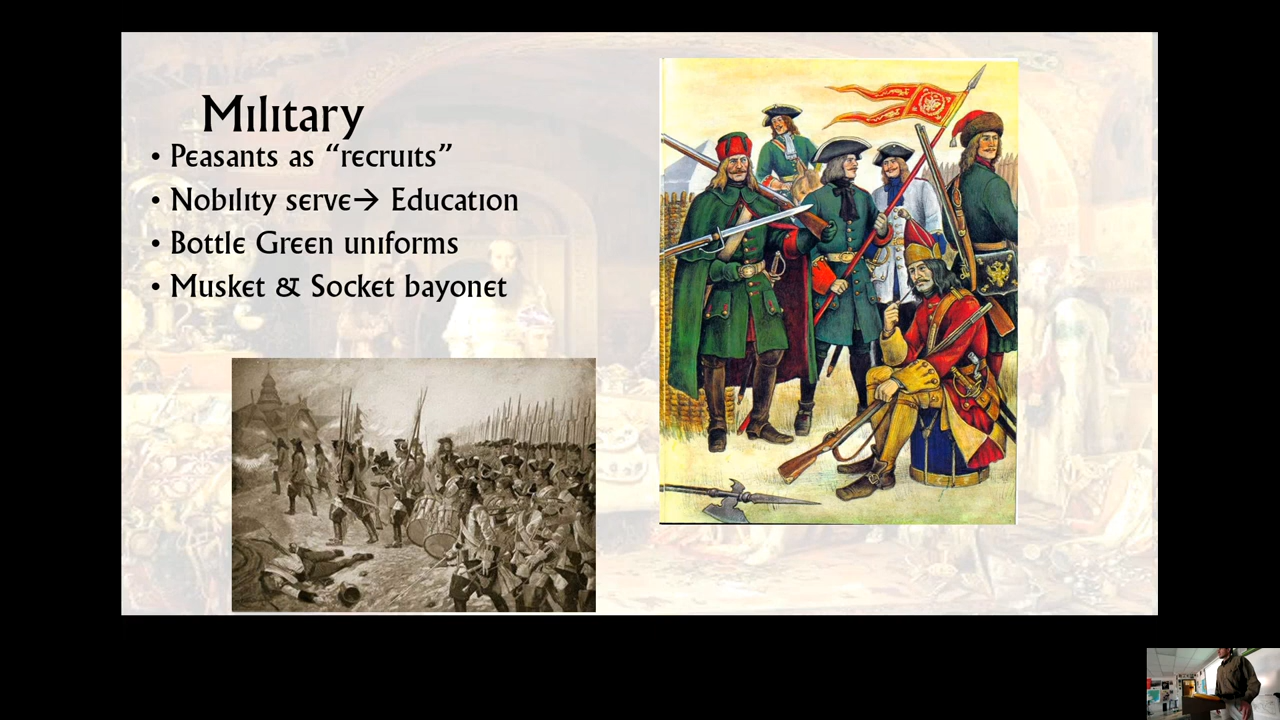 Military
• Peasants as “recruits”
• Nobility serve→ Education
• Bottle Green uniforms
• Musket & Socket bayonet